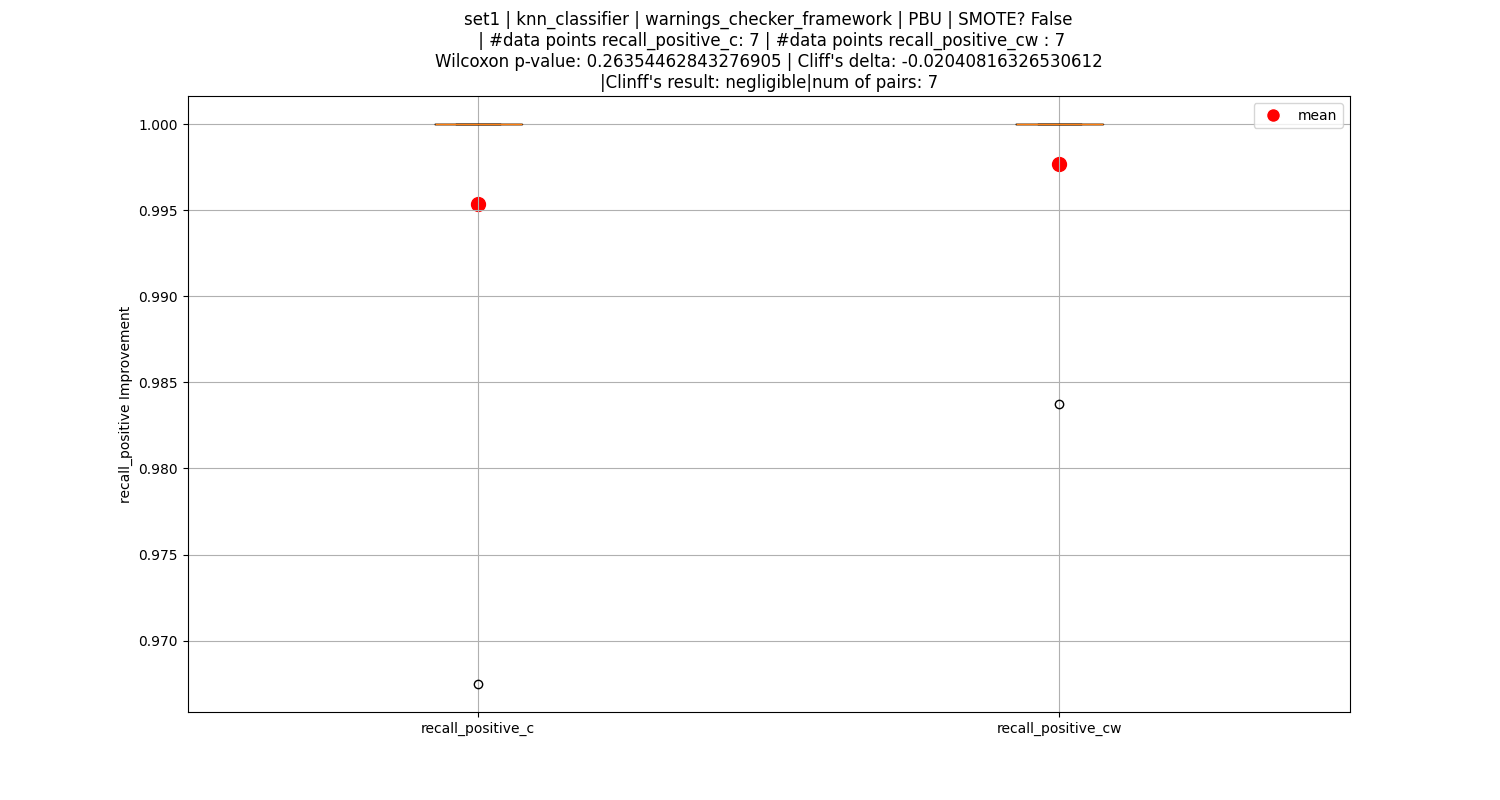 set1 | knn_classifier | warnings_checker_framework | PBU | SMOTE? False
| #data points recall_positive_c: 7 | #data points recall_positive_cw : 7
Wilcoxon p-value: 0.26354462843276905 | Cliff's delta: -0.02040816326530612
|Clinff's result: negligible|num of pairs: 7
mean
1.000
0.995
0.990
0.985
0.980
0.975
0.970
recall_positive Improvement
recall_positive_c
recall_positive_cw